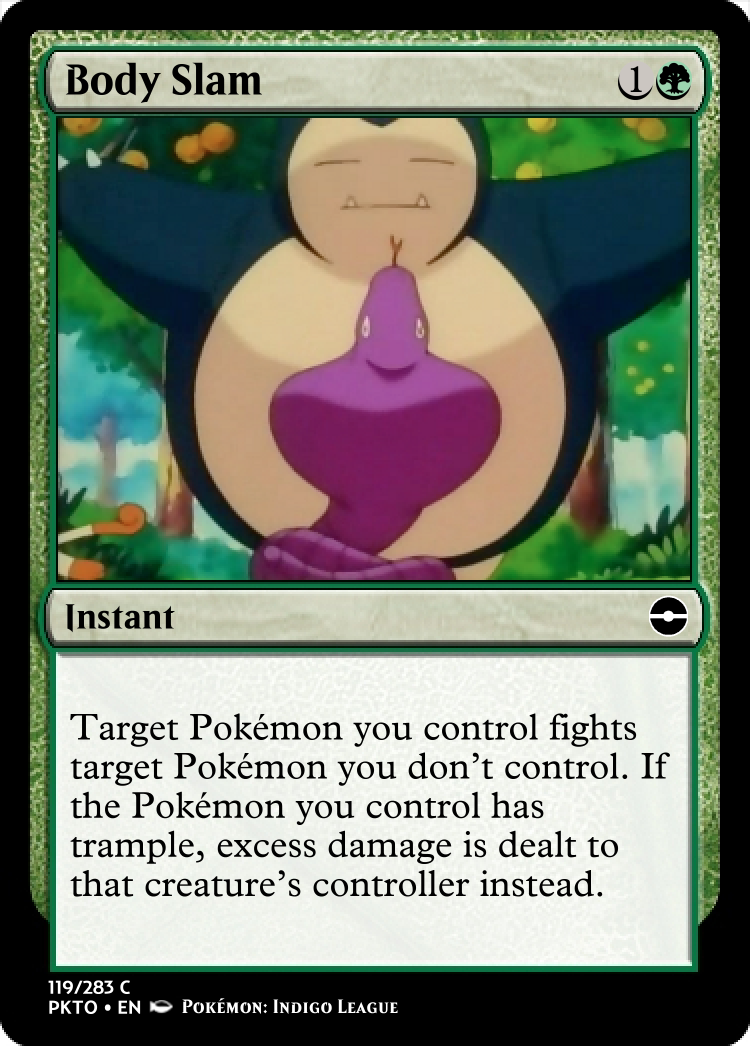 Body Slam 1
Instant
Target Pokémon you control fights
target Pokémon you don't control. If
the Pokémon you control has
trample, excess damage is dealt to
that creature's controller instead.
119/283 C
PKTO • EN Pokémon: Indigo League